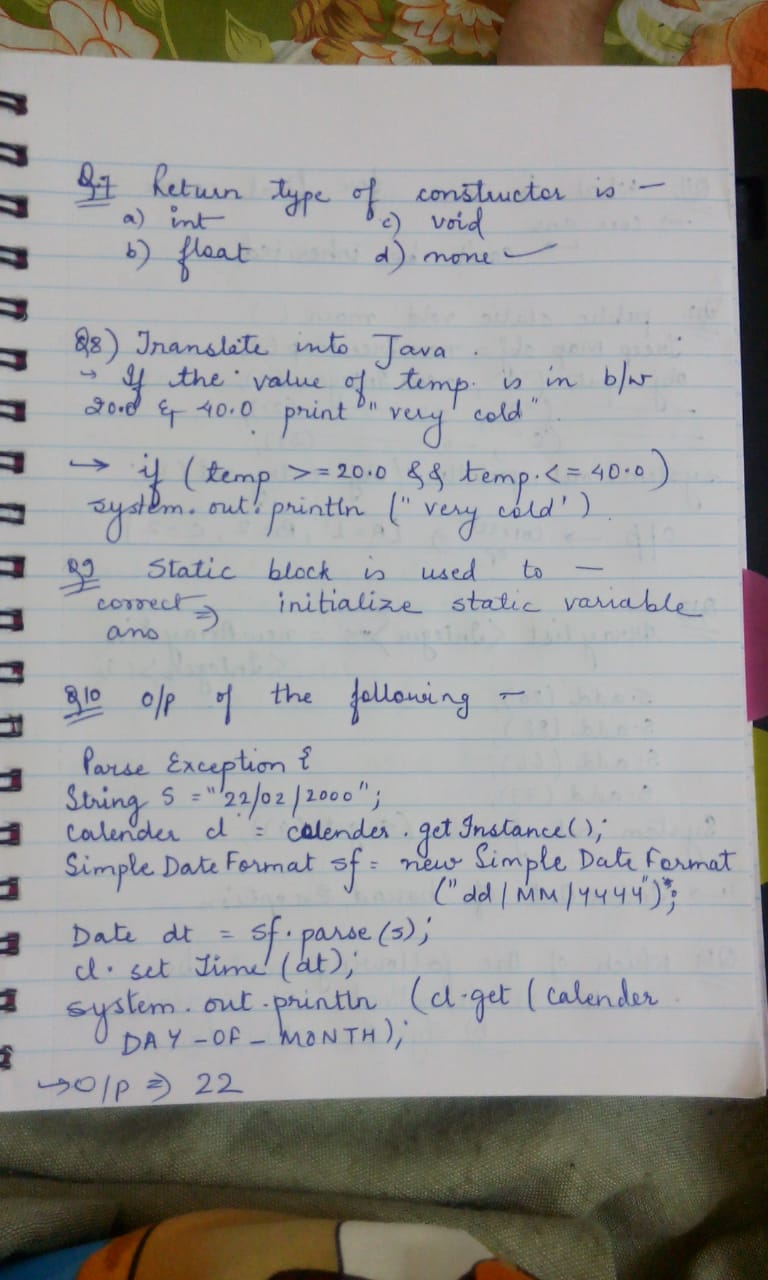 Q.7 Return type of constructor is :-
a) int c) void
b) float d) none ✓
Q8) Translate into Java.
→ If the value of temp. is in b/w
20.0 & 40.0 print "very cold".
→ if (temp >= 20.0 && temp. <= 40.0)
system. out. println ("very cold')
Q9 Static block is used to —
correct ⇒ initialize static variable
ans
Q10 O/p of the following —
Parse Exception {
String S = "22/02/2000";
Calender cl = calender. get Instance();
Simple Date Format sf = new Simple Date Format
("dd/MM/YYYY");
Date dt = sf. parse(s);
cl. set Time (dt);
system. out. println (cl.get (calender.
DAY-OF-MONTH);
→ O/p ⇒ 22